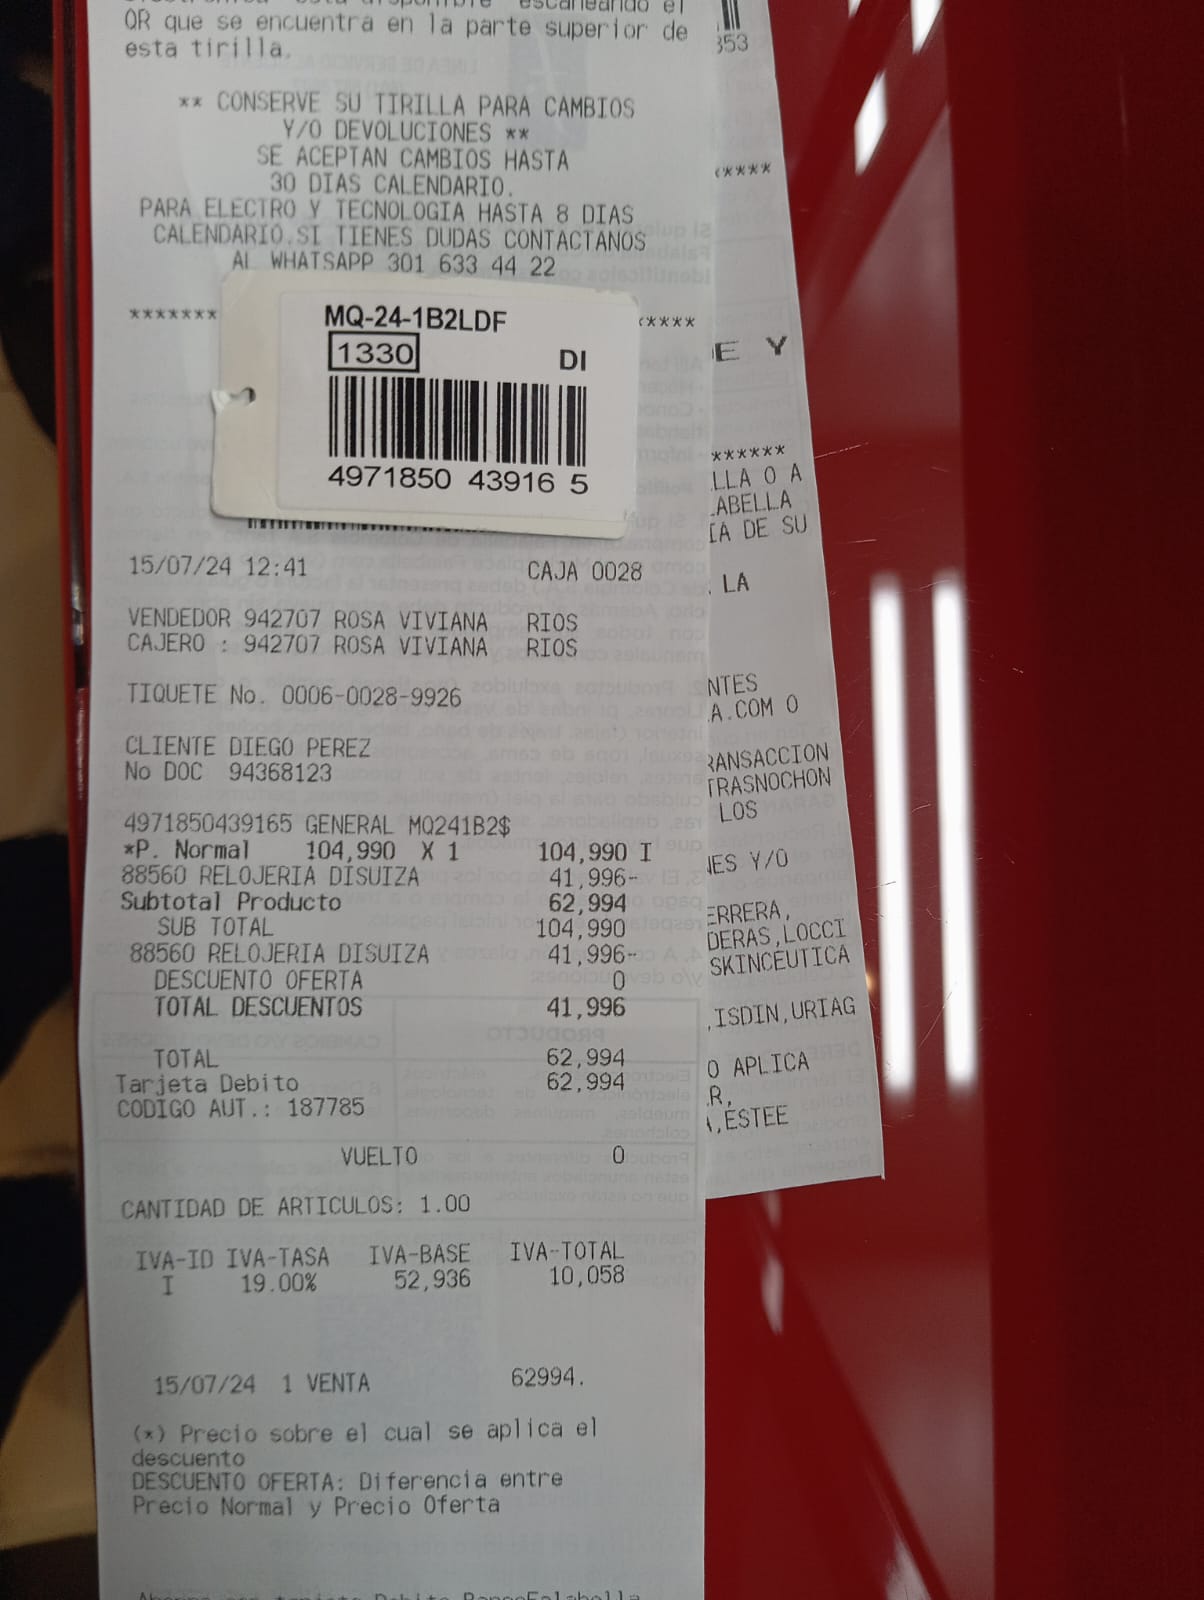 QR que se encuentra en la parte superior de
esta tirilla.
** CONSERVE SU TIRILLA PARA CAMBIOS
Y/O DEVOLUCIONES **
SE ACEPTAN CAMBIOS HASTA
30 DIAS CALENDARIO.
PARA ELECTRO Y TECNOLOGIA HASTA 8 DIAS
CALENDARIO.SI TIENES DUDAS CONTACTANOS
AL WHATSAPP 301 633 44 22
MQ-24-1B2LDF
1330
DI
4971850 43916 5
15/07/24 12:41 CAJA 0028
VENDEDOR 942707 ROSA VIVIANA RIOS
CAJERO : 942707 ROSA VIVIANA RIOS
TIQUETE No. 0006-0028-9926
CLIENTE DIEGO PEREZ
No DOC 94368123
4971850439165 GENERAL MQ241B2$
*P. Normal 104,990 X 1 104,990 I
88560 RELOJERIA DISUIZA 41,996-
Subtotal Producto 62,994
SUB TOTAL 104,990
88560 RELOJERIA DISUIZA 41,996-
DESCUENTO OFERTA 0
TOTAL DESCUENTOS 41,996
TOTAL 62,994
Tarjeta Debito 62,994
CODIGO AUT.: 187785
VUELTO 0
CANTIDAD DE ARTICULOS: 1.00
IVA-ID IVA-TASA IVA-BASE IVA-TOTAL
I 19.00% 52,936 10,058
15/07/24 1 VENTA 62994.
(*) Precio sobre el cual se aplica el
descuento
DESCUENTO OFERTA: Diferencia entre
Precio Normal y Precio Oferta
353
E Y
LLA O A
ABELLA
IA DE SU
LA
NTES
A.COM O
RANSACCION
TRASNOCHON
LOS
NES Y/O
ERRERA,
DERAS,LOCCI
SKINCEUTICA
,ISDIN,URIAG
O APLICA
R,
A,ESTEE